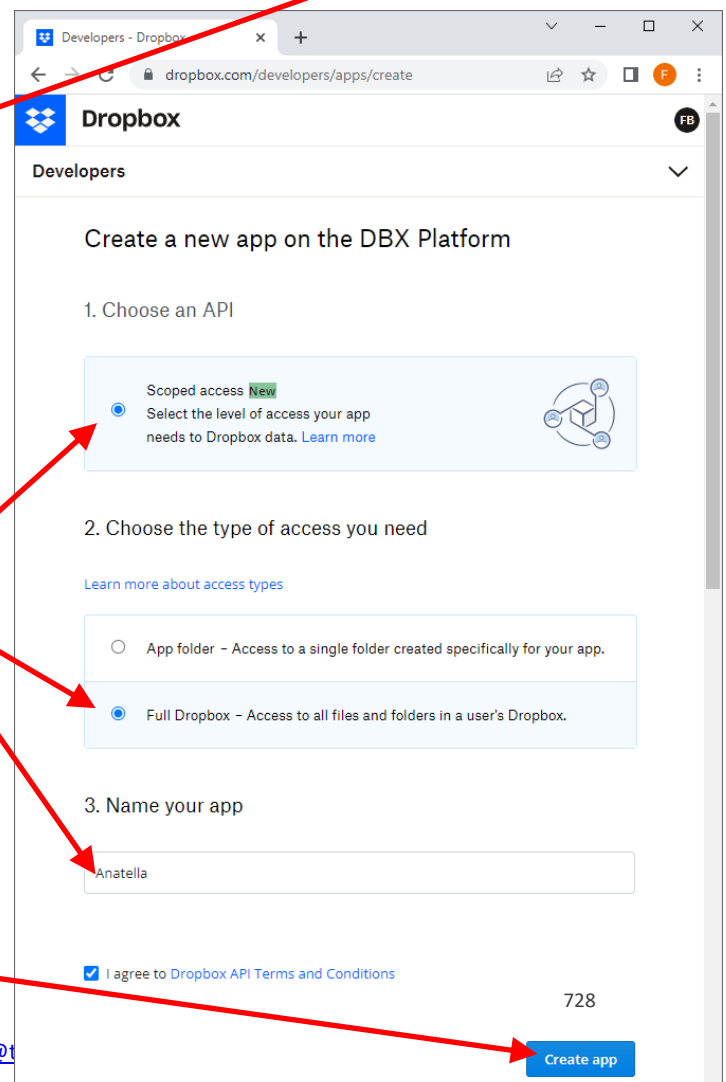 Developers - Dropbox
dropbox.com/developers/apps/create
F
Dropbox
FB
Developers
Create a new app on the DBX Platform
1. Choose an API
Scoped access New
Select the level of access your app
needs to Dropbox data. Learn more
2. Choose the type of access you need
Learn more about access types
App folder – Access to a single folder created specifically for your app.
Full Dropbox – Access to all files and folders in a user's Dropbox.
3. Name your app
Anatella
I agree to Dropbox API Terms and Conditions
728
@t
Create app